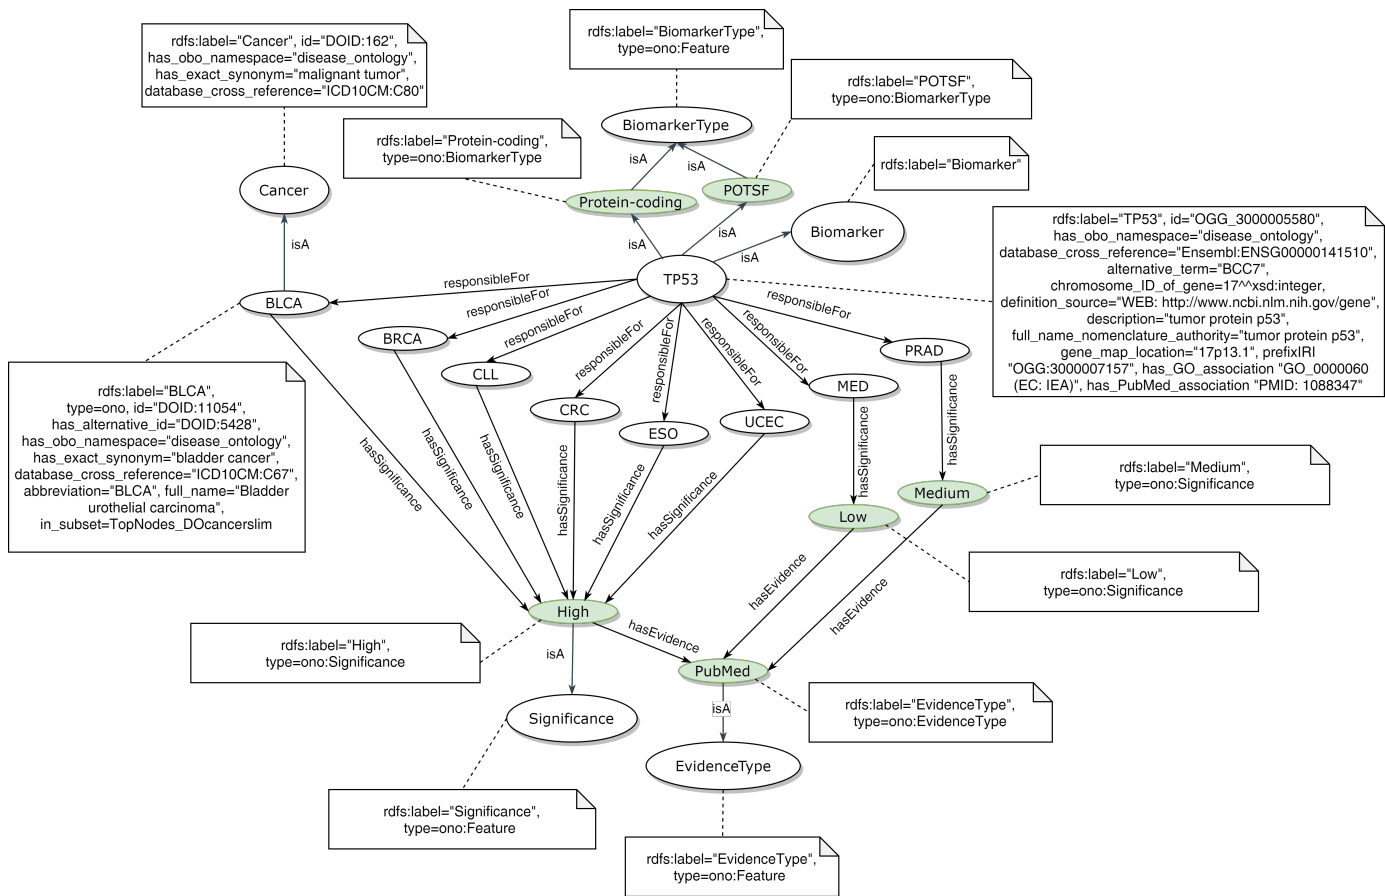 rdfs:label="Cancer", id="DOID:162",
has_obo_namespace="disease_ontology",
has_exact_synonym="malignant tumor",
database_cross_reference="ICD10CM:C80"
rdfs:label="BiomarkerType",
type=ono:Feature
rdfs:label="POTSF",
type=ono:BiomarkerType
rdfs:label="Protein-coding",
type=ono:BiomarkerType
BiomarkerType
rdfs:label="Biomarker"
isA
isA
Cancer
Protein-coding
POTSF
Biomarker
isA
isA
isA
isA
rdfs:label="TP53", id="OGG_3000005580",
has_obo_namespace="disease_ontology",
database_cross_reference="Ensembl:ENSG00000141510",
alternative_term="BCC7",
chromosome_ID_of_gene=17^^xsd:integer,
definition_source="WEB: http://www.ncbi.nlm.nih.gov/gene",
description="tumor protein p53",
full_name_nomenclature_authority="tumor protein p53",
gene_map_location="17p13.1", prefixIRI
"OGG:3000007157", has_GO_association "GO_0000060
(EC: IEA)", has_PubMed_association "PMID: 1088347"
TP53
responsibleFor
responsibleFor
responsibleFor
responsibleFor
responsibleFor
responsibleFor
responsibleFor
responsibleFor
BLCA
BRCA
CLL
CRC
ESO
UCEC
MED
PRAD
rdfs:label="BLCA",
type=ono, id="DOID:11054",
has_alternative_id="DOID:5428",
has_obo_namespace="disease_ontology",
has_exact_synonym="bladder cancer",
database_cross_reference="ICD10CM:C67",
abbreviation="BLCA", full_name="Bladder
urothelial carcinoma",
in_subset=TopNodes_DOcancerslim
hasSignificance
hasSignificance
hasSignificance
hasSignificance
hasSignificance
hasSignificance
hasSignificance
hasSignificance
rdfs:label="Medium",
type=ono:Significance
Medium
Low
rdfs:label="Low",
type=ono:Significance
hasEvidence
hasEvidence
High
hasEvidence
rdfs:label="High",
type=ono:Significance
isA
PubMed
isA
rdfs:label="EvidenceType",
type=ono:EvidenceType
Significance
EvidenceType
rdfs:label="Significance",
type=ono:Feature
rdfs:label="EvidenceType",
type=ono:Feature